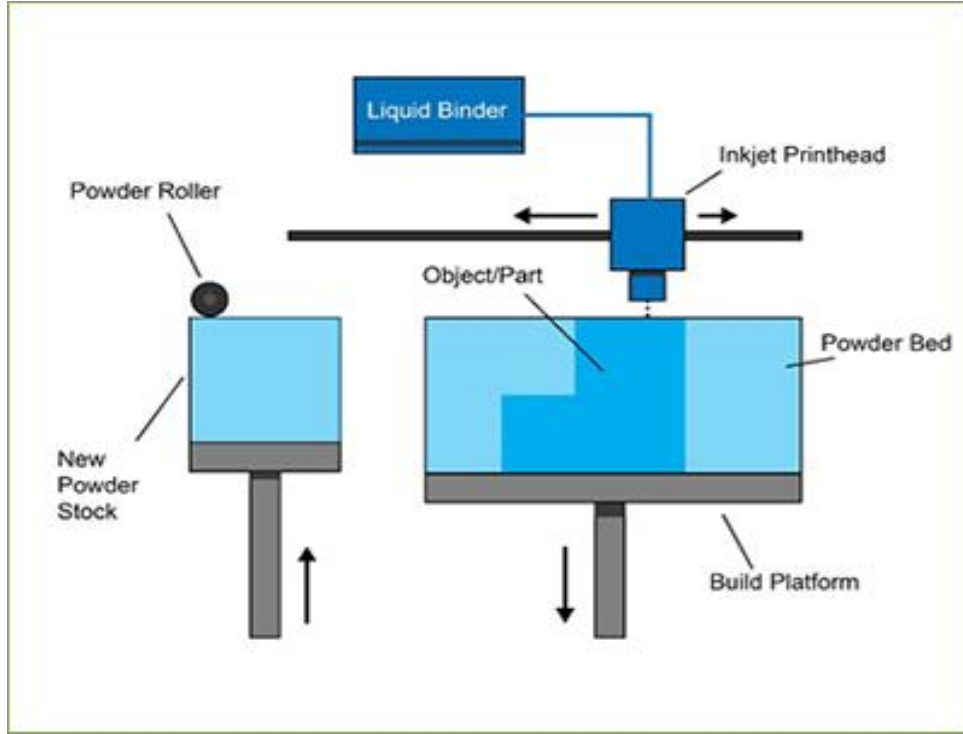 Liquid Binder
Inkjet Printhead
Powder Roller
Object/Part
Powder Bed
New
Powder
Stock
Build Platform